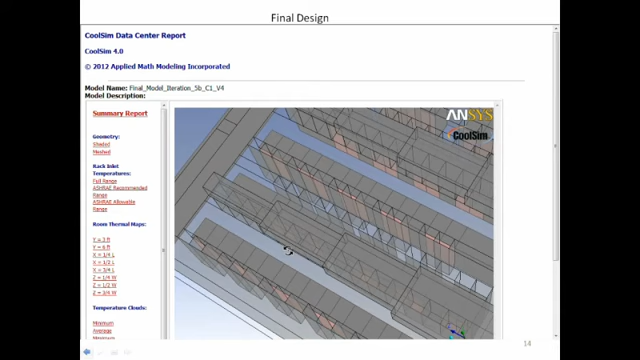 Final Design
CoolSim Data Center Report
CoolSim 4.0
© 2012 Applied Math Modeling Incorporated
Model Name: Final_Model_Iteration_5b_C1_V4
Model Description:
Summary Report
Geometry:
Shaded
Meshed
Rack Inlet
Temperatures:
Full Range
ASHRAE Recommended
Range
ASHRAE Allowable
Range
Room Thermal Maps:
Y = 3 ft
Y = 6 ft
X = 1/4 L
X = 1/2 L
X = 3/4 L
Z = 1/4 W
Z = 1/2 W
Z = 3/4 W
Temperature Clouds:
Minimum
Average
ANSYS
CoolSim
14